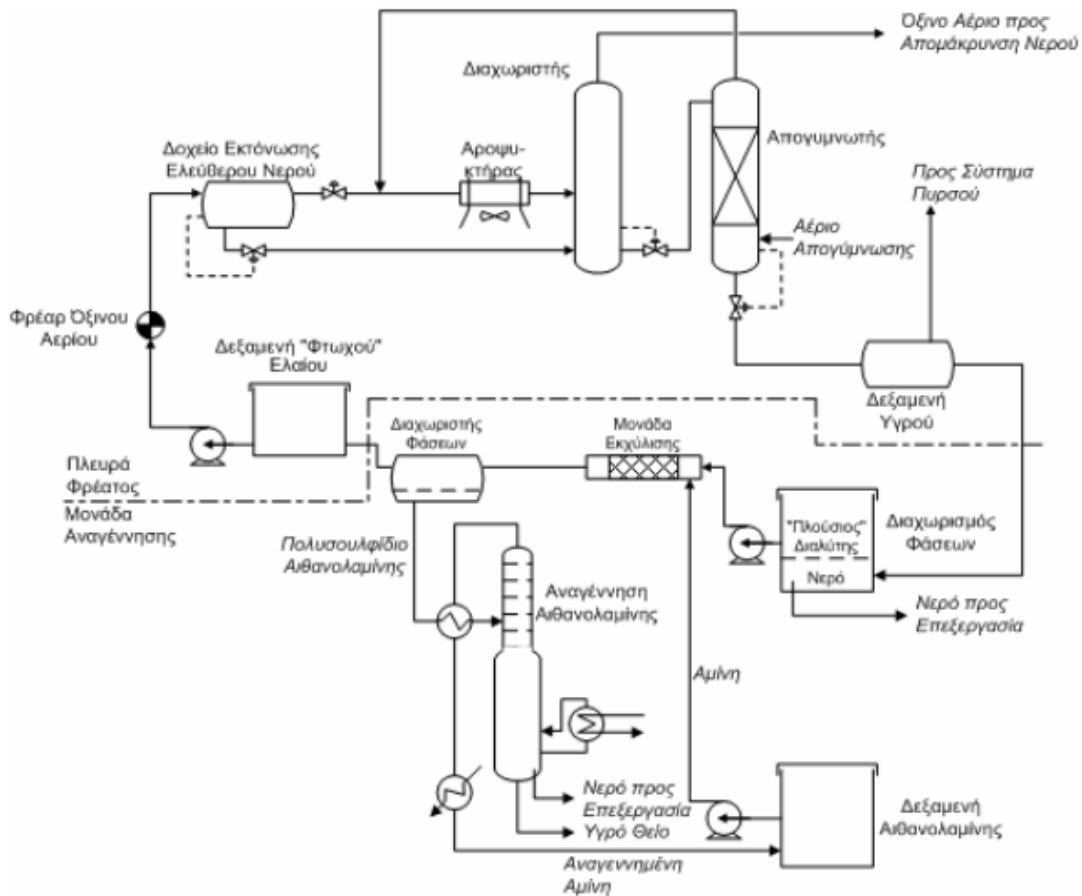 Όξινο Αέριο προς
Απομάκρυνση Νερού
Διαχωριστής
Δοχείο Εκτόνωσης
Ελεύθερου Νερού
Αροψυ-
κτήρας
Απογυμνωτής
Προς Σύστημα
Πυρσού
Αέριο
Απογύμνωσης
Φρέαρ Όξινου
Αερίου
Δεξαμενή "Φτωχού"
Ελαίου
Δεξαμενή
Υγρού
Διαχωριστής
Φάσεων
Μονάδα
Εκχύλισης
Πλευρά
Φρέατος
Μονάδα
Αναγέννησης
"Πλούσιος"
Διαλύτης
Νερό
Διαχωρισμός
Φάσεων
Πολυσουλφίδιο
Αιθανολαμίνης
Αναγέννηση
Αιθανολαμίνης
Νερό προς
Επεξεργασία
Αμίνη
Νερό προς
Επεξεργασία
Υγρό Θείο
Δεξαμενή
Αιθανολαμίνης
Αναγεννημένη
Αμίνη